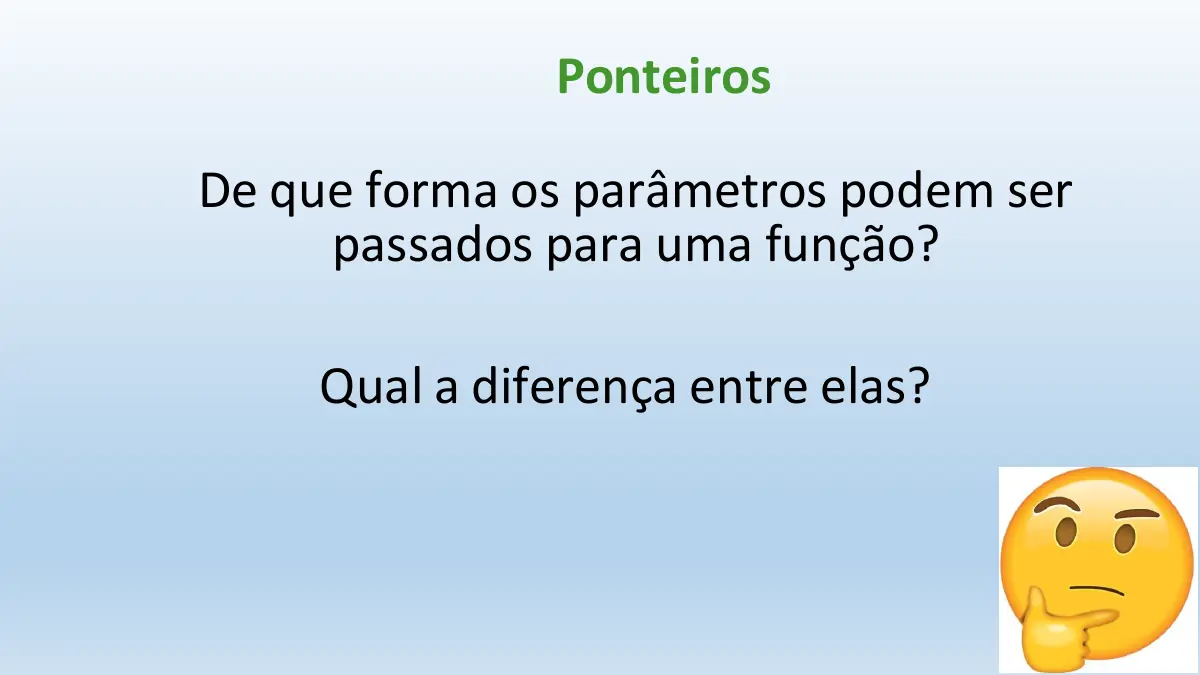 Ponteiros
De que forma os parâmetros podem ser
passados para uma função?
Qual a diferença entre elas?